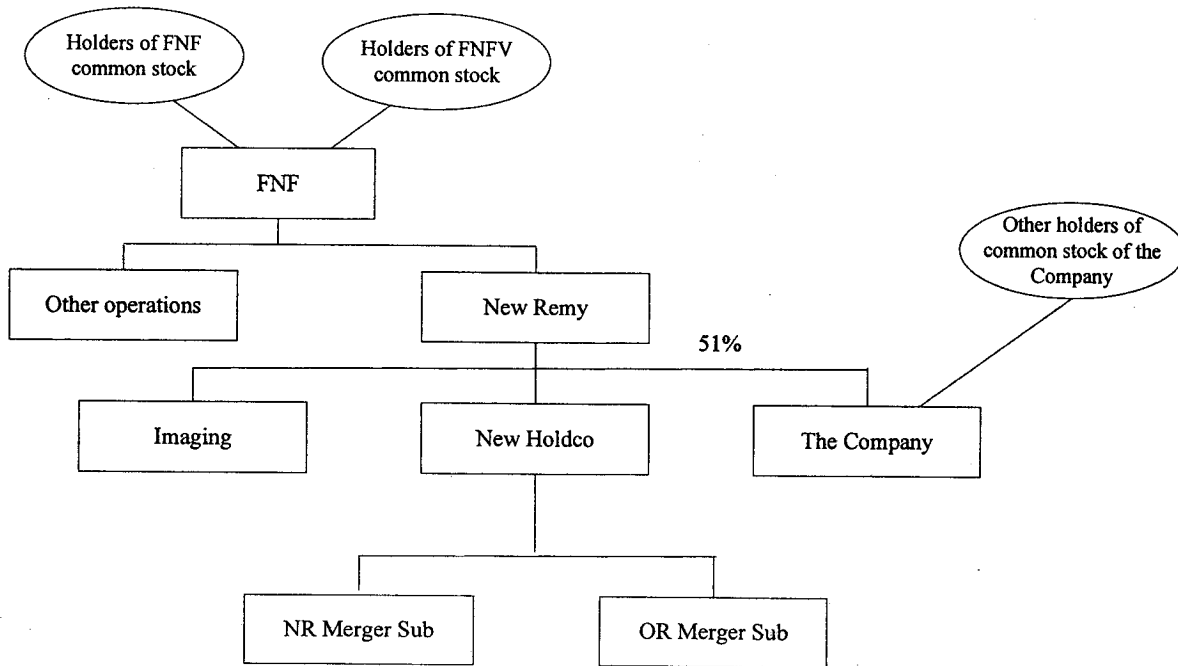 Holders of FNF
common stock
Holders of FNFV
common stock
FNF
Other holders of
common stock of the
Company
Other operations
New Remy
51%
Imaging
New Holdco
The Company
NR Merger Sub
OR Merger Sub